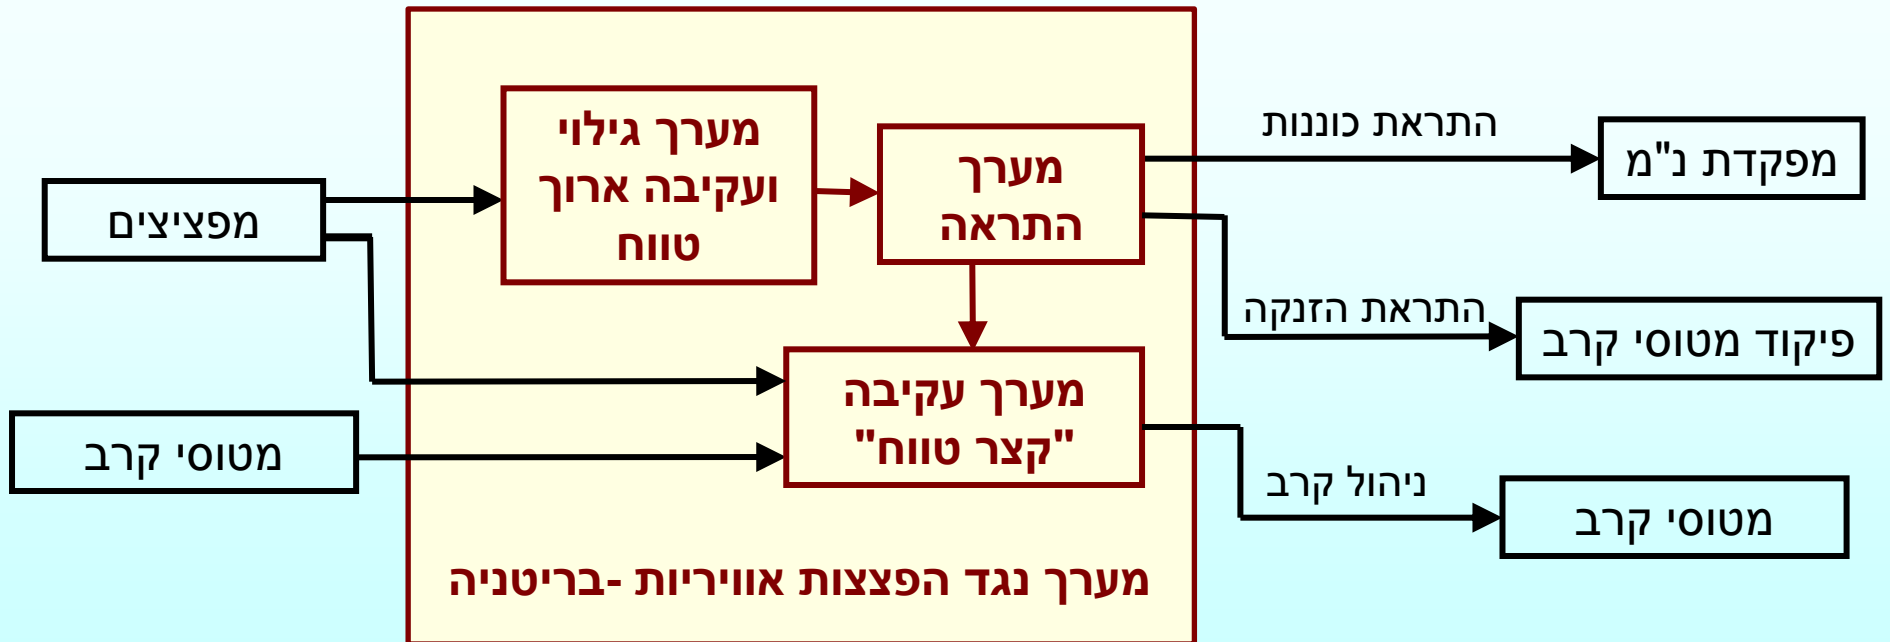 מערך גילוי
ועקיבה ארוך
טווח
מערך
התראה
התראת כוננות
מפקדת נ"מ
מפציצים
התראת הזנקה
פיקוד מטוסי קרב
מערך עקיבה
"קצר טווח"
מטוסי קרב
ניהול קרב
מטוסי קרב
מערך נגד הפצצות אוויריות -בריטניה